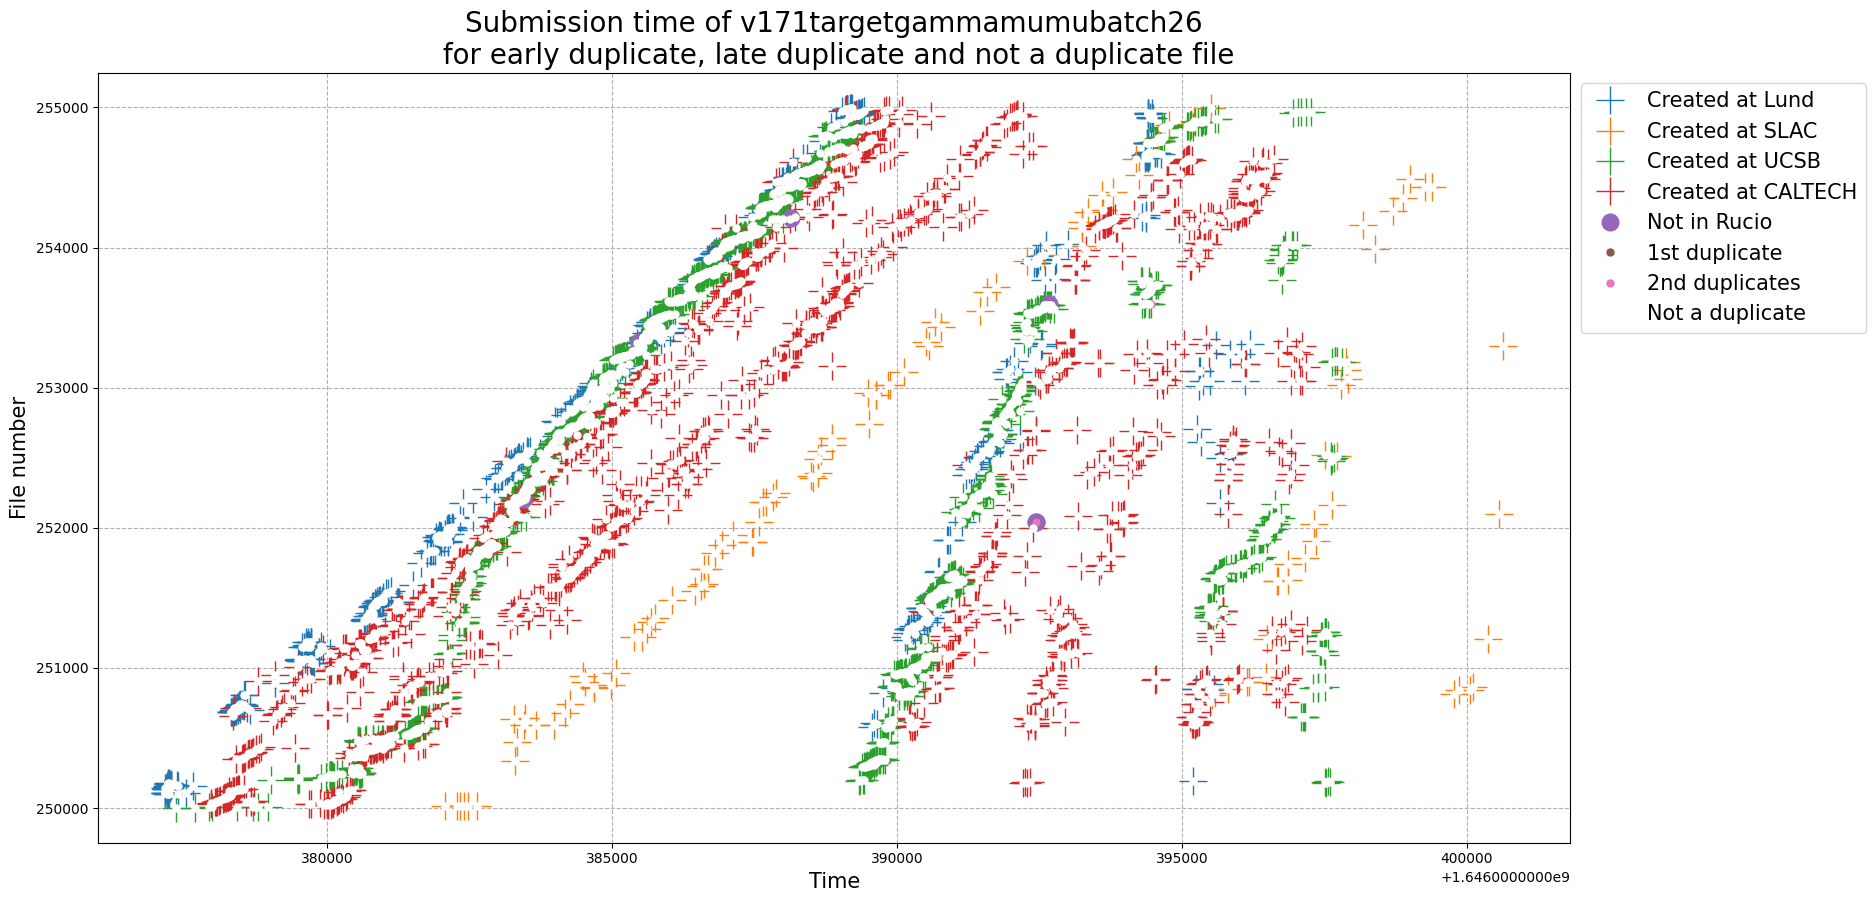 Submission time of v171targetgammamumubatch26
for early duplicate, late duplicate and not a duplicate file
File number
255000
254000
253000
252000
251000
250000
380000
385000
390000
395000
400000
+1.6460000000e9
Time
Created at Lund
Created at SLAC
Created at UCSB
Created at CALTECH
Not in Rucio
1st duplicate
2nd duplicates
Not a duplicate